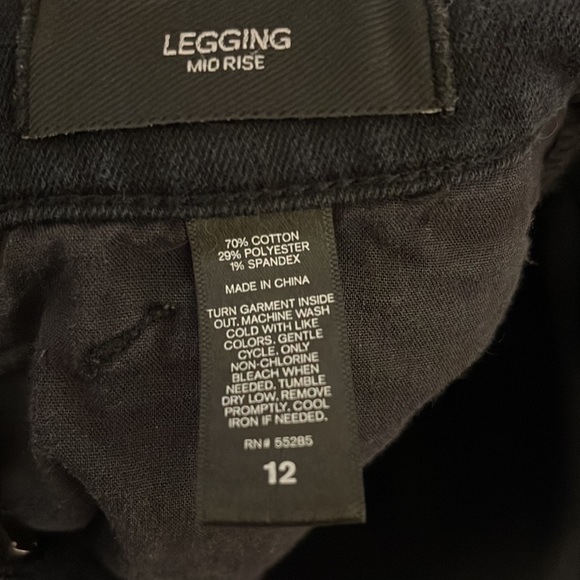 LEGGING
MID RISE
70% COTTON
29% POLYESTER
1% SPANDEX
MADE IN CHINA
TURN GARMENT INSIDE
OUT. MACHINE WASH
COLD WITH LIKE
COLORS. GENTLE
CYCLE. ONLY
NON-CHLORINE
BLEACH WHEN
NEEDED. TUMBLE
DRY LOW. REMOVE
PROMPTLY. COOL
IRON IF NEEDED.
RN# 55285
12